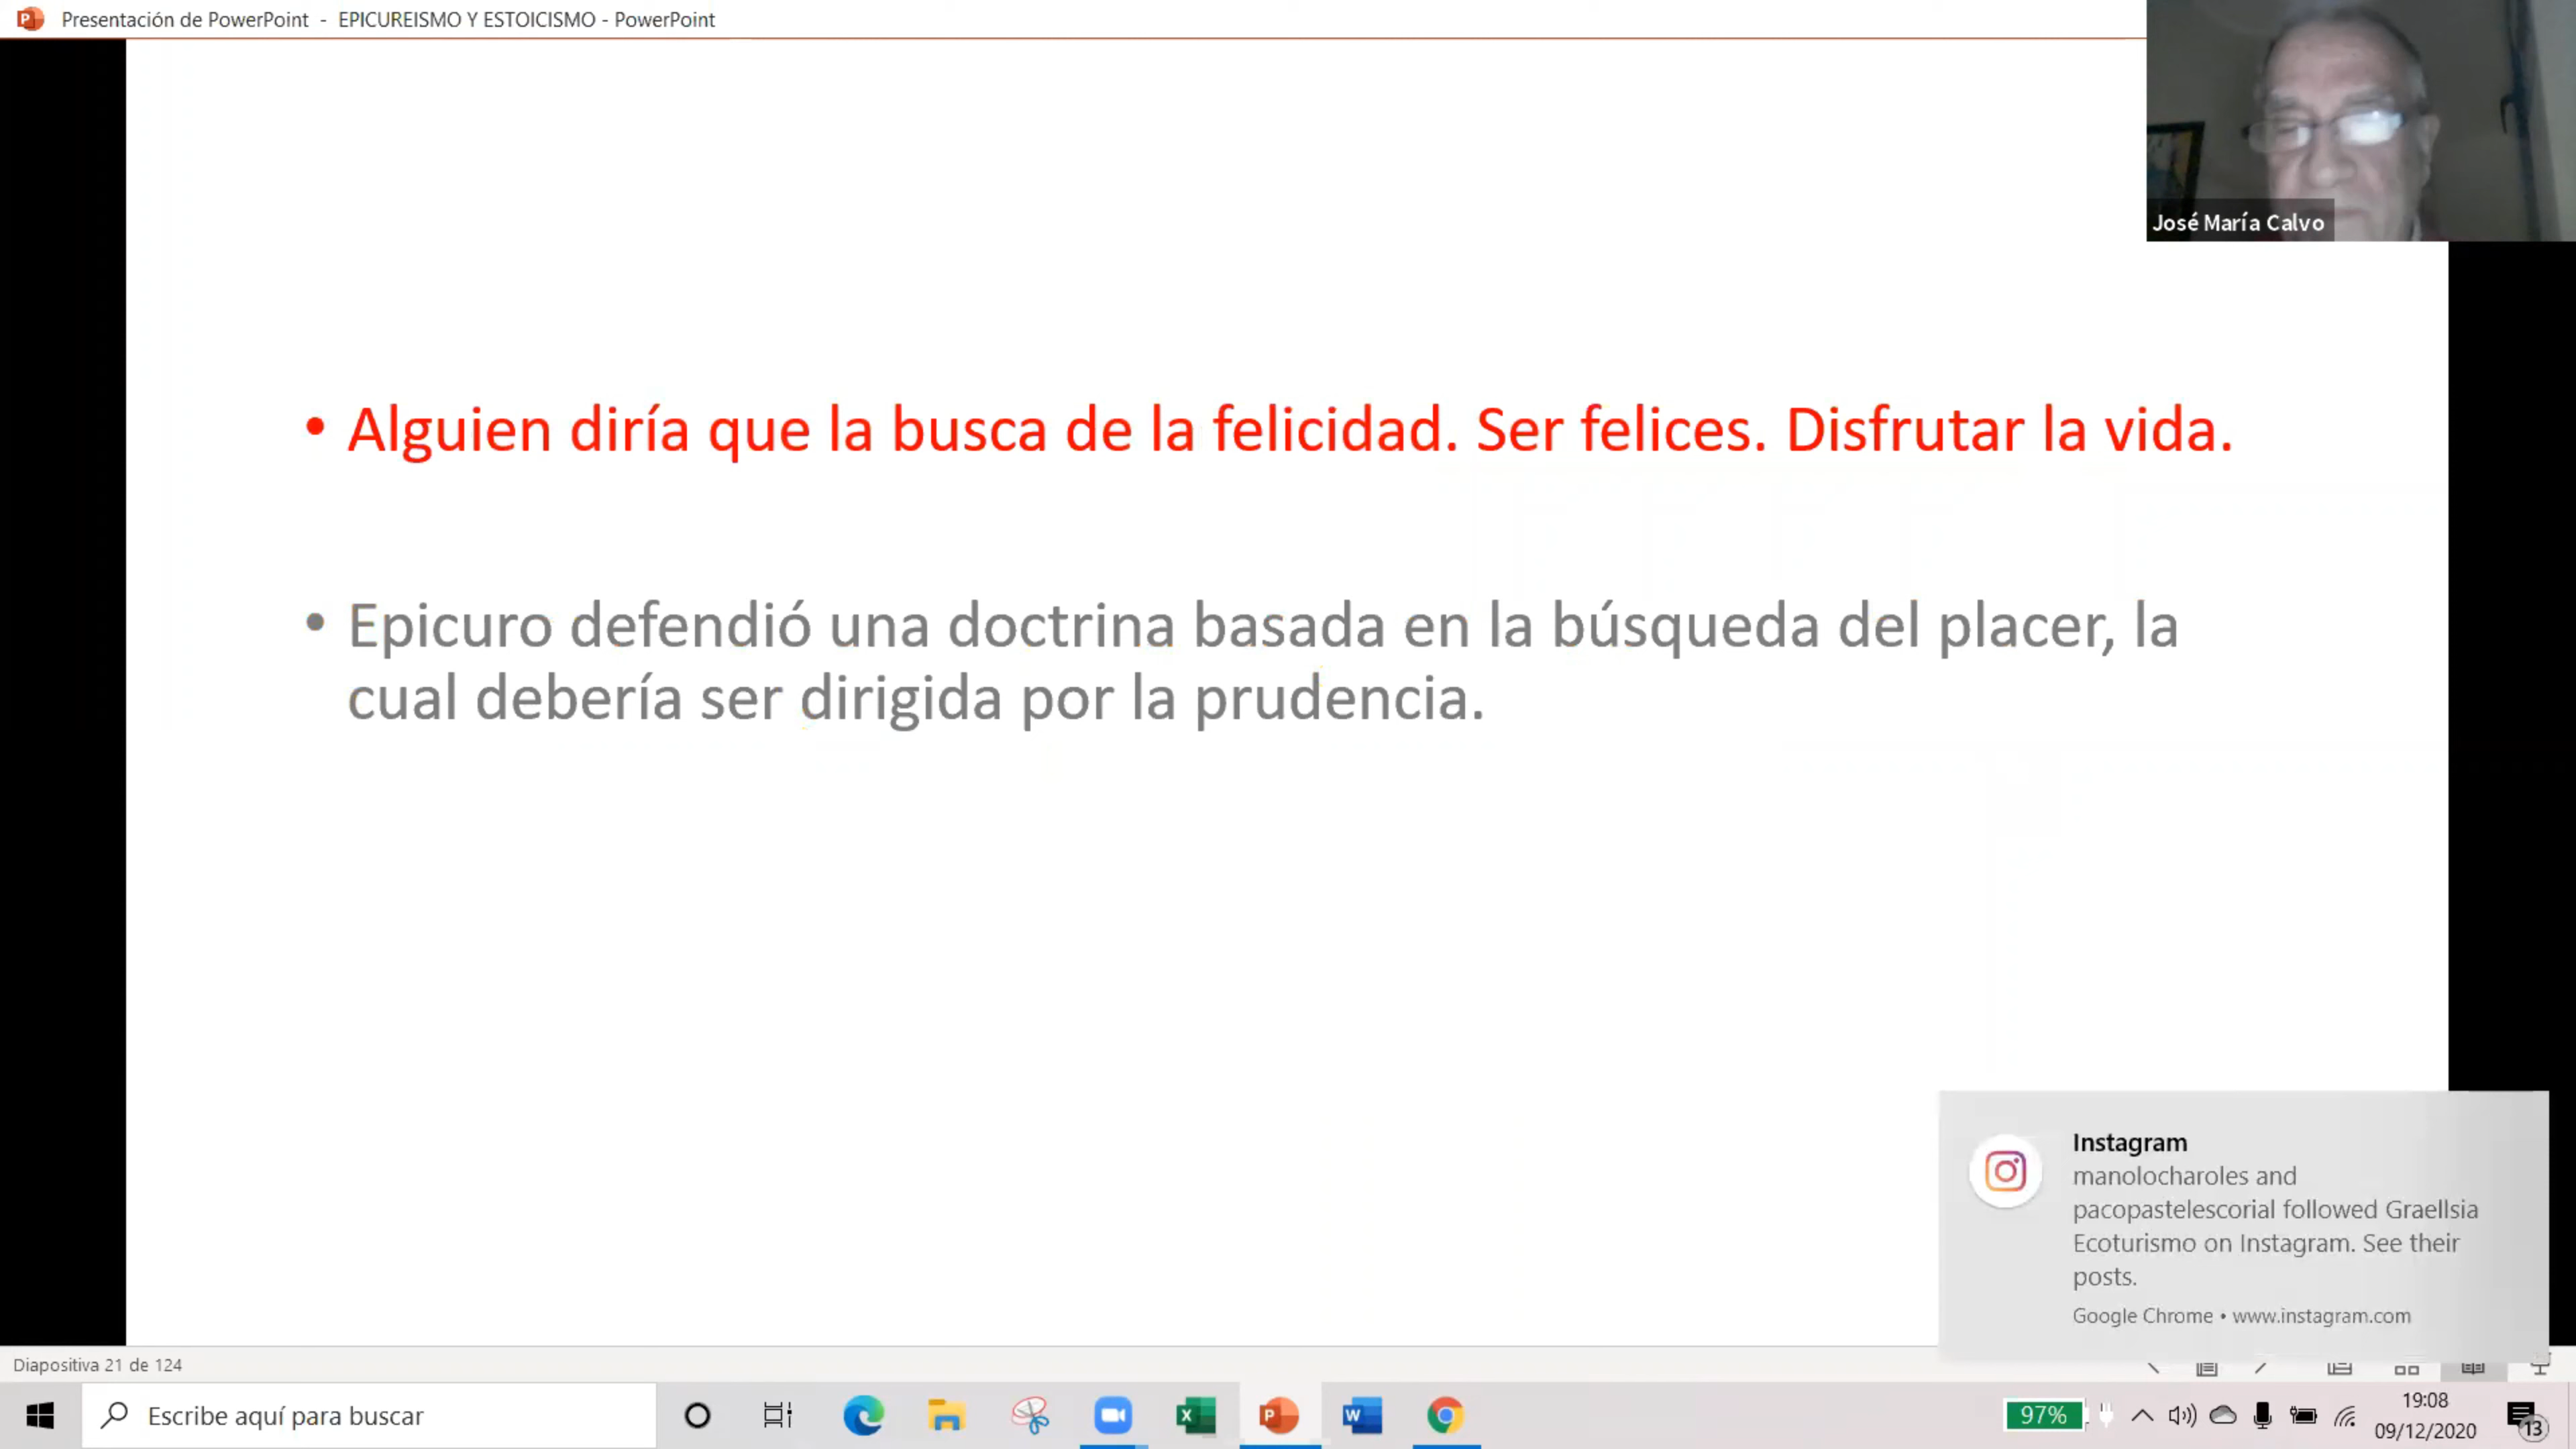 Presentación de PowerPoint - EPICUREISMO Y ESTOICISMO - PowerPoint
José María Calvo
• Alguien diría que la busca de la felicidad. Ser felices. Disfrutar la vida.
• Epicuro defendió una doctrina basada en la búsqueda del placer, la
cual debería ser dirigida por la prudencia.
Instagram
manolocharoles and
pacopastelescorial followed Graellsia
Ecoturismo on Instagram. See their
posts.
Google Chrome • www.instagram.com
Diapositiva 21 de 124
Escribe aquí para buscar
97%
19:08
09/12/2020
13